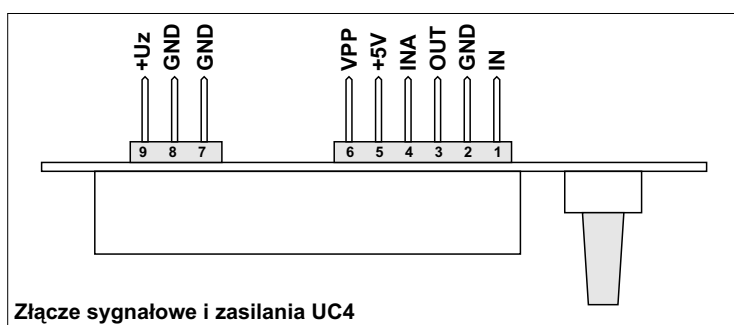 +Uz GND GND VPP +5V INA OUT GND IN
9 8 7 6 5 4 3 2 1
Złącze sygnałowe i zasilania UC4